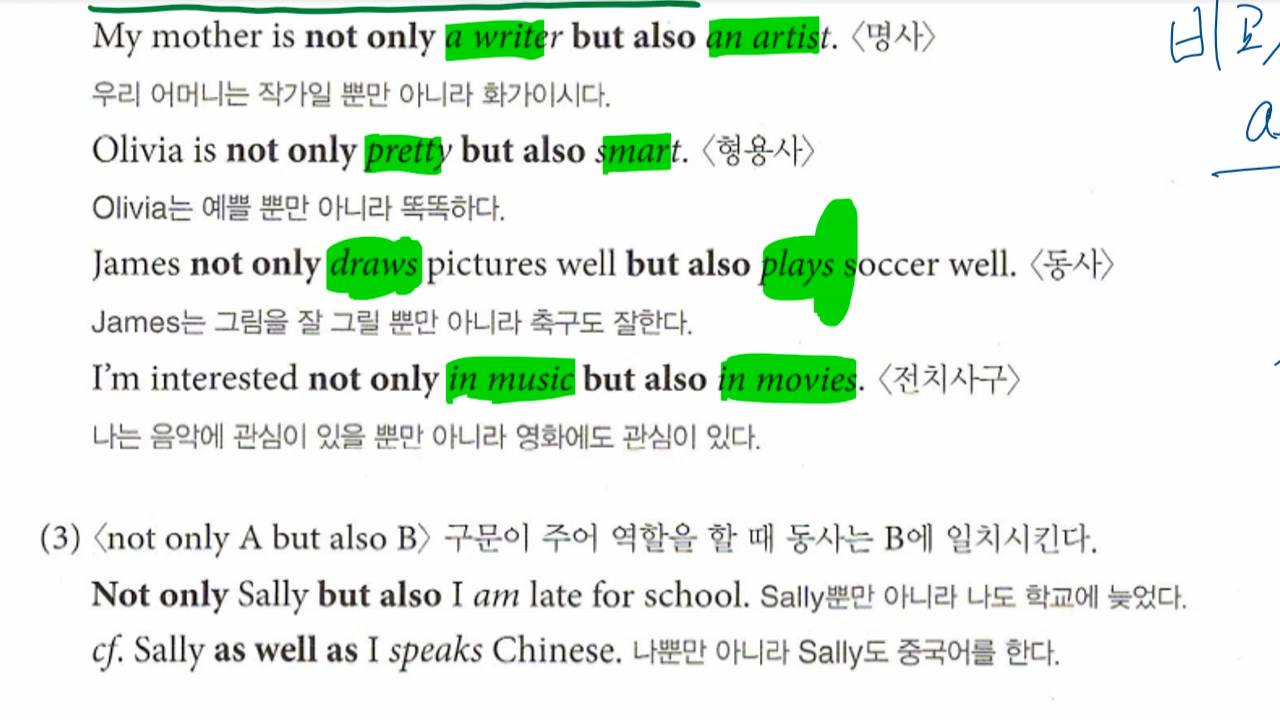 My mother is not only a writer but also an artist. 〈명사〉
우리 어머니는 작가일 뿐만 아니라 화가이시다.
Olivia is not only pretty but also smart. 〈형용사〉
Olivia는 예쁠 뿐만 아니라 똑똑하다.
James not only draws pictures well but also plays soccer well. 〈동사〉
James는 그림을 잘 그릴 뿐만 아니라 축구도 잘한다.
I'm interested not only in music but also in movies. 〈전치사구〉
나는 음악에 관심이 있을 뿐만 아니라 영화에도 관심이 있다.
(3) 〈not only A but also B〉 구문이 주어 역할을 할 때 동사는 B에 일치시킨다.
Not only Sally but also I am late for school. Sally뿐만 아니라 나도 학교에 늦었다.
cf. Sally as well as I speaks Chinese. 나뿐만 아니라 Sally도 중국어를 한다.